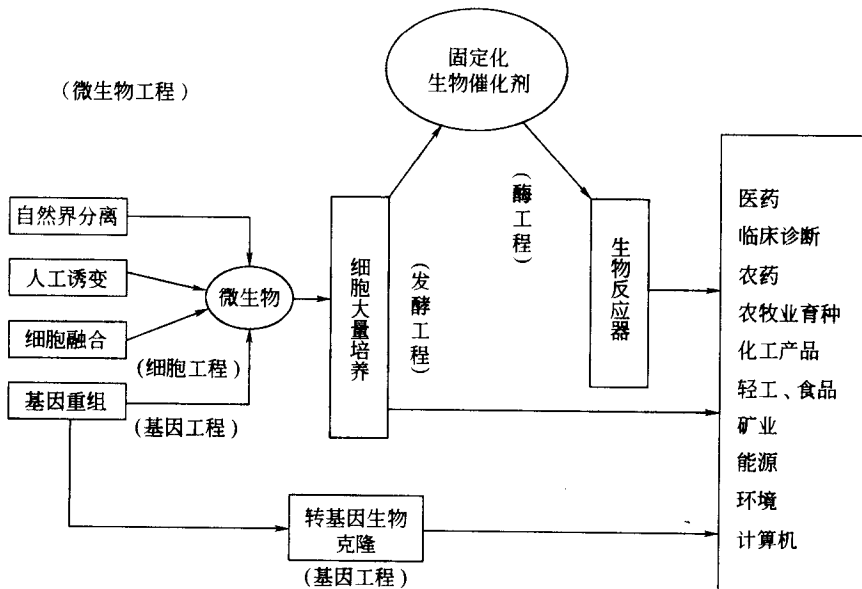 固定化
生物催化剂
(微生物工程)
自然界分离
人工诱变
细胞融合
基因重组
微生物
(细胞工程)
(基因工程)
细胞大量培养
(发酵工程)
(酶工程)
生物反应器
转基因生物
克隆
(基因工程)
医药
临床诊断
农药
农牧业育种
化工产品
轻工、食品
矿业
能源
环境
计算机